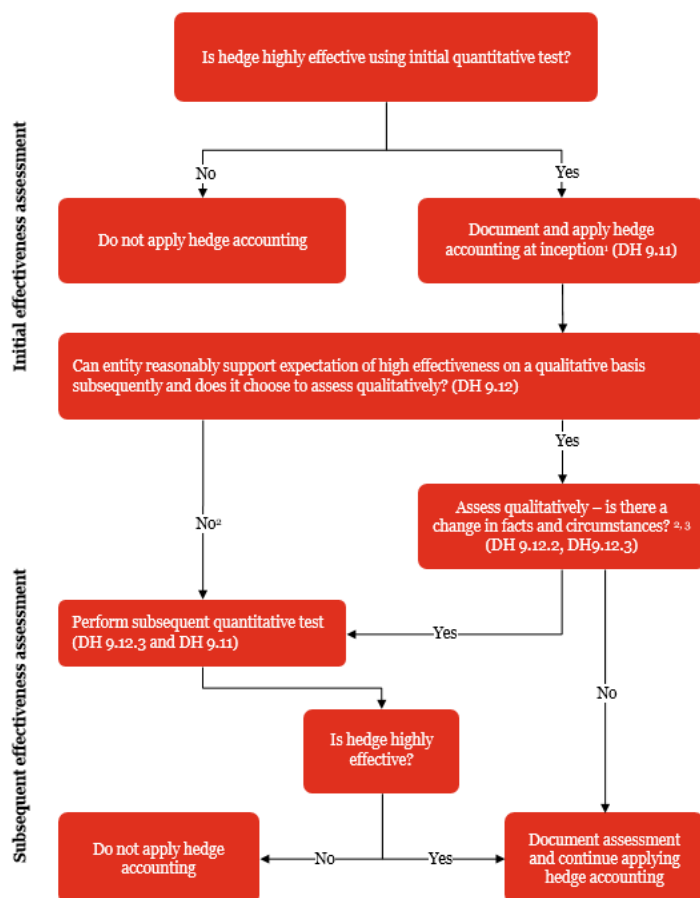 Is hedge highly effective using initial quantitative test?
Initial effectiveness assessment
No
Yes
Do not apply hedge accounting
Document and apply hedge
accounting at inception¹ (DH 9.11)
Can entity reasonably support expectation of high effectiveness on a qualitative basis
subsequently and does it choose to assess qualitatively? (DH 9.12)
Yes
No²
Assess qualitatively – is there a
change in facts and circumstances? ²,³
(DH 9.12.2, DH9.12.3)
Subsequent effectiveness assessment
Perform subsequent quantitative test
(DH 9.12.3 and DH 9.11)
Yes
No
Is hedge highly
effective?
Do not apply hedge
accounting
No
Yes
Document assessment
and continue applying
hedge accounting